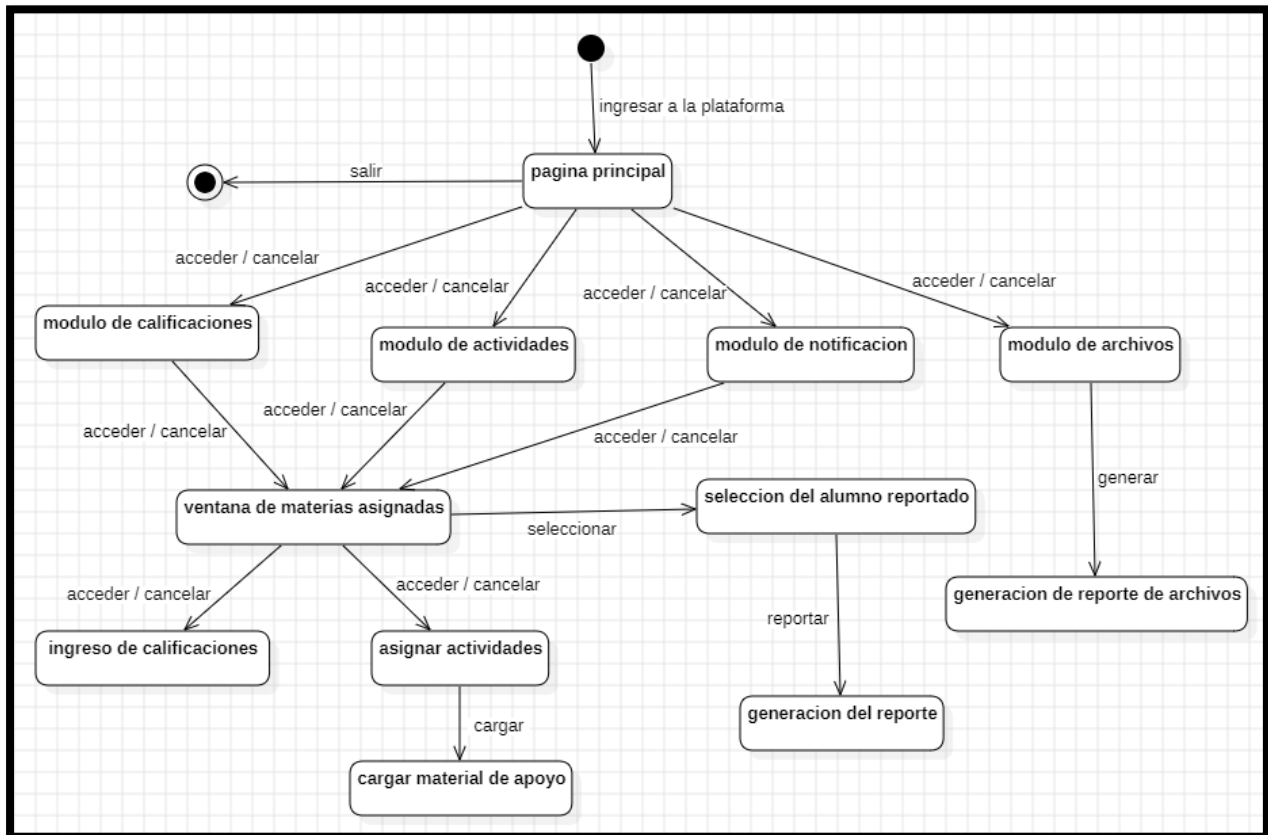 ingresar a la plataforma
pagina principal
salir
acceder / cancelar
acceder / cancelar
acceder / cancelar
acceder / cancelar
modulo de calificaciones
modulo de actividades
modulo de notificacion
modulo de archivos
acceder / cancelar
acceder / cancelar
acceder / cancelar
generar
ventana de materias asignadas
seleccionar
seleccion del alumno reportado
acceder / cancelar
acceder / cancelar
reportar
generacion de reporte de archivos
ingreso de calificaciones
asignar actividades
cargar
generacion del reporte
cargar material de apoyo